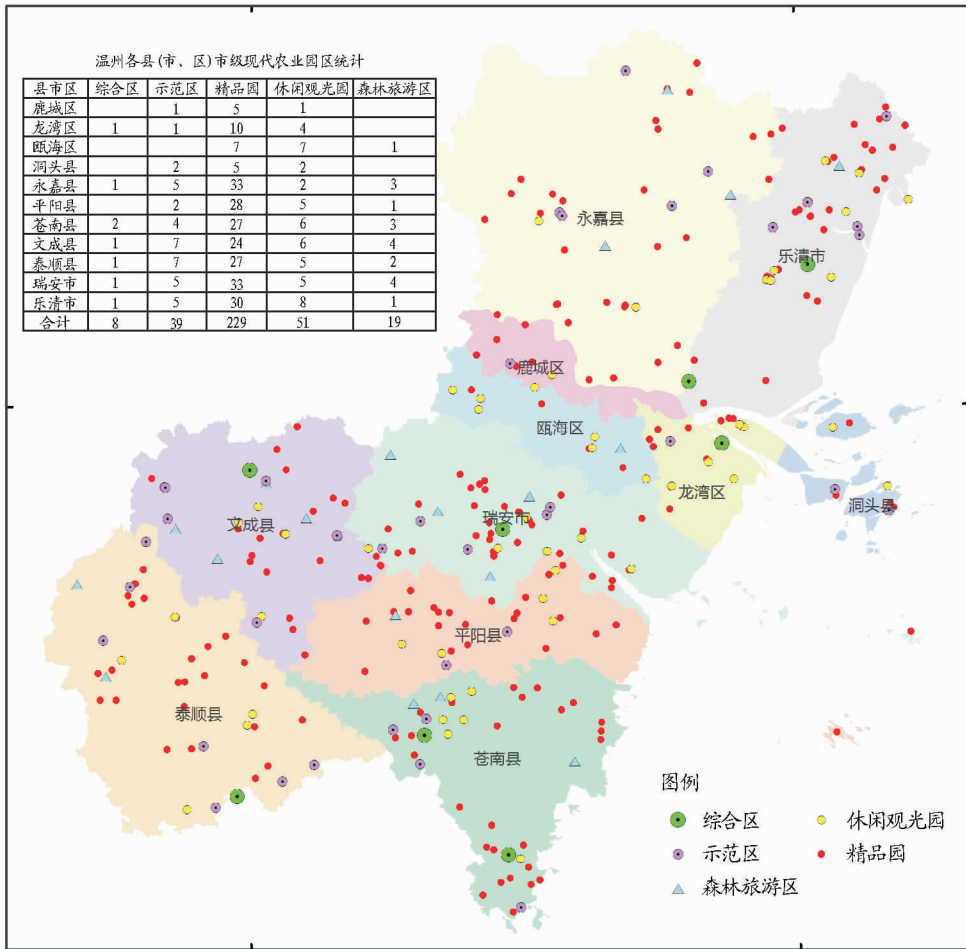 温州各县(市、区)市级现代农业园区统计
县市区 综合区 示范区 精品园 休闲观光园 森林旅游区
鹿城区 1 5 1
龙湾区 1 1 10 4
瓯海区 7 7 1
洞头县 2 5 2
永嘉县 1 5 33 2 3
平阳县 2 28 5 1
苍南县 2 4 27 6 3
文成县 1 7 24 6 4
泰顺县 1 7 27 5 2
瑞安市 1 5 33 5 4
乐清市 1 5 30 8 1
合计 8 39 229 51 19
永嘉县
乐清市
鹿城区
瓯海区
龙湾区
洞头县
文成县
瑞安市
平阳县
泰顺县
苍南县
图例
综合区 休闲观光园
示范区 精品园
森林旅游区